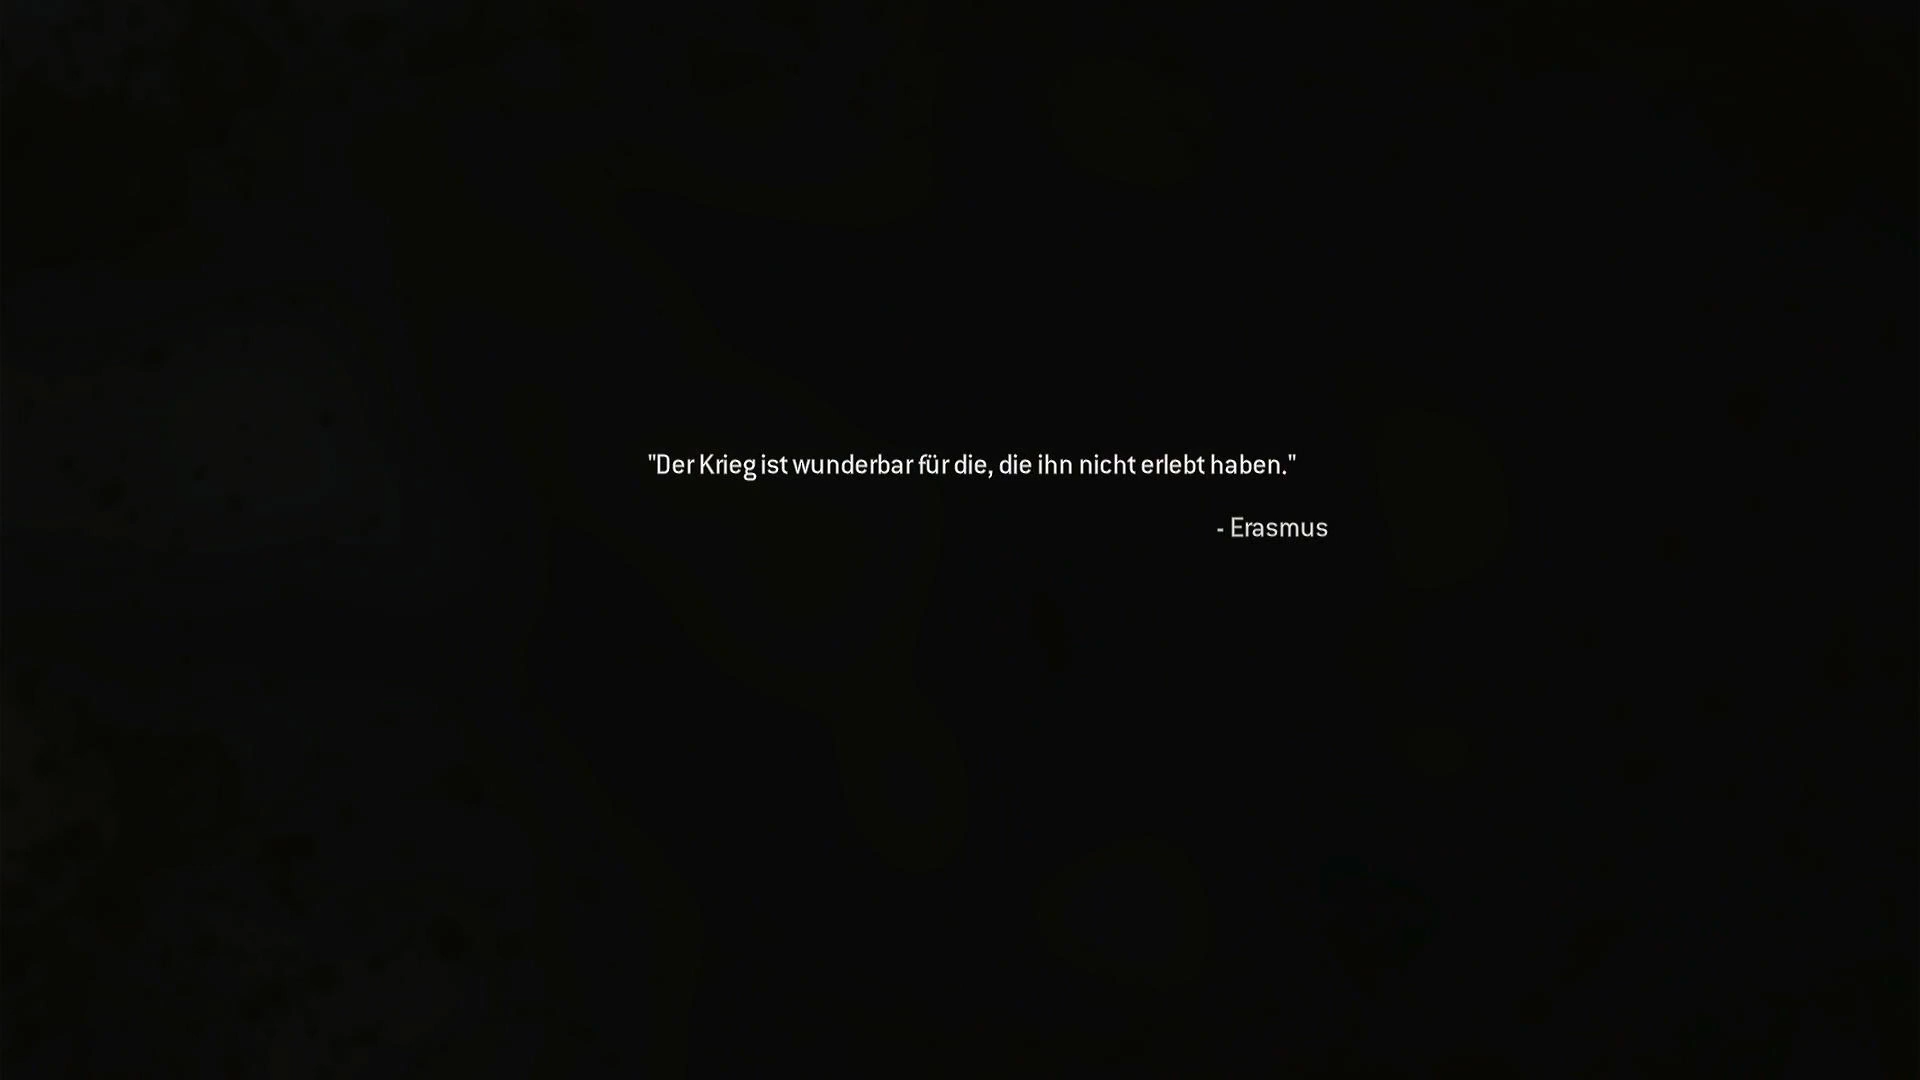 "Der Krieg ist wunderbar für die, die ihn nicht erlebt haben."
- Erasmus